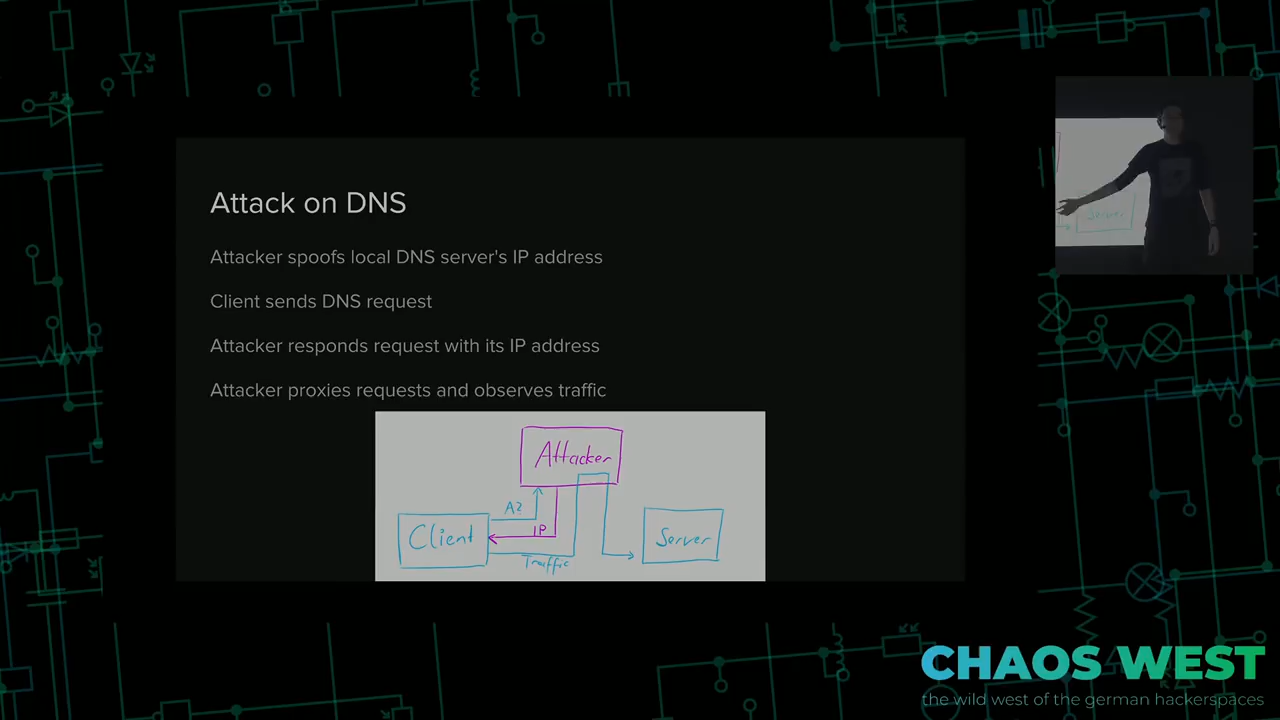 Attack on DNS
Attacker spoofs local DNS server's IP address
Client sends DNS request
Attacker responds request with its IP address
Attacker proxies requests and observes traffic
Attacker
A?
Client
IP
Server
Traffic
Server
CHAOS WEST
the wild west of the german hackerspaces